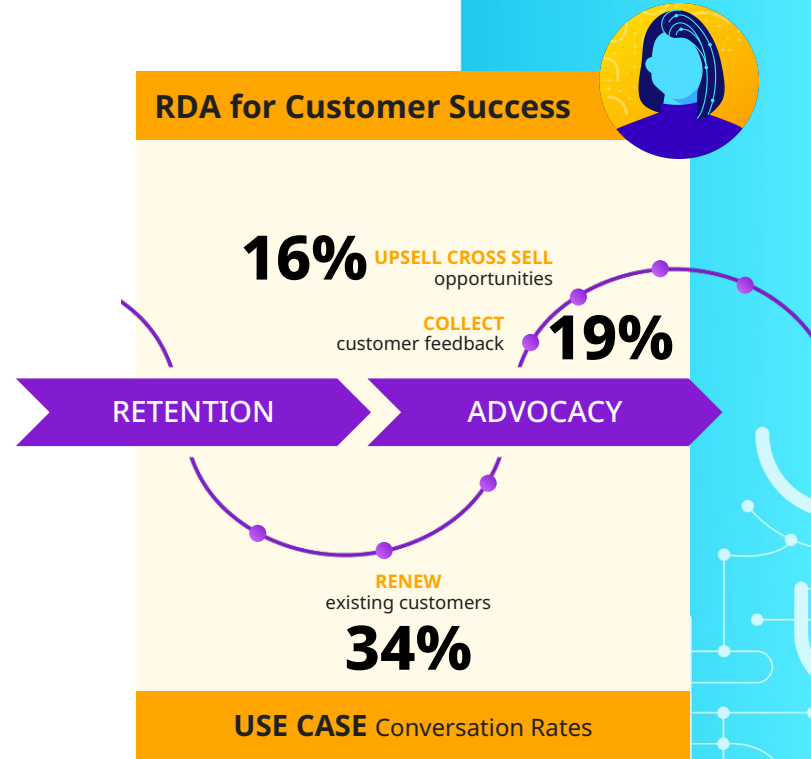 RDA for Customer Success
16% UPSELL CROSS SELL
opportunities
COLLECT
customer feedback
19%
RETENTION
ADVOCACY
RENEW
existing customers
34%
USE CASE Conversation Rates